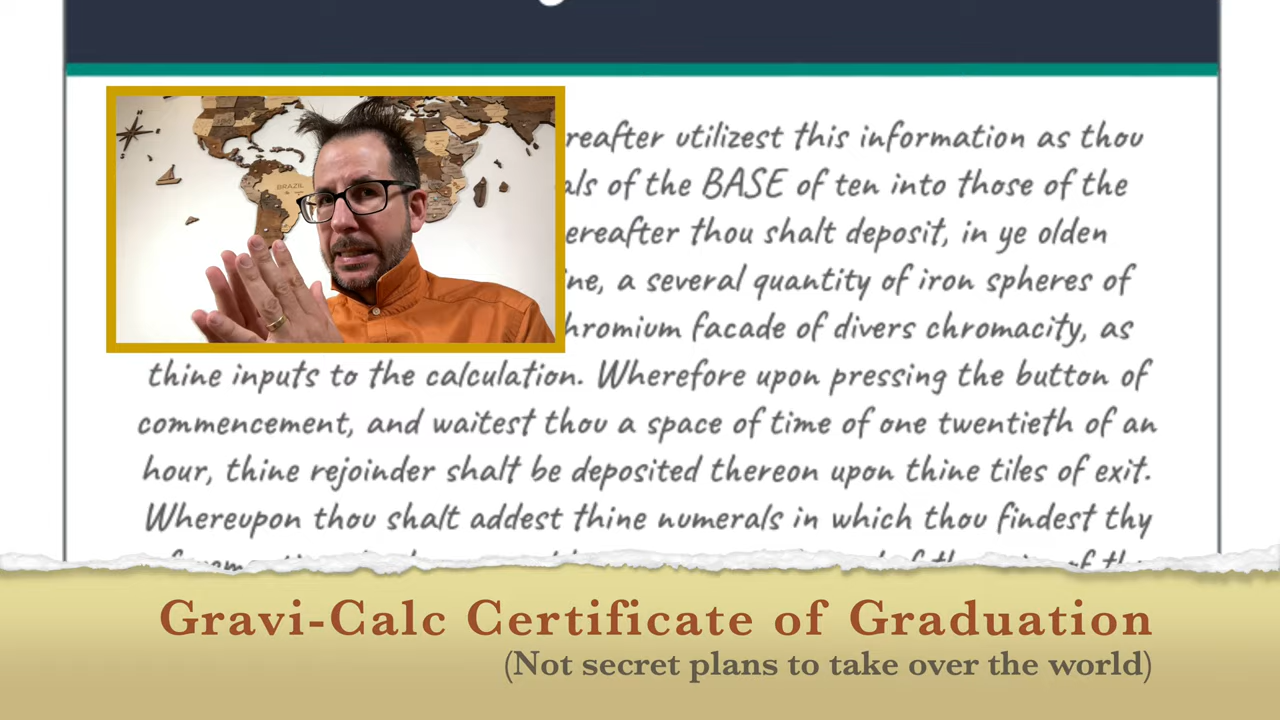 BRAZIL
reafter utilizest this information as thou
als of the BASE of ten into those of the
ereafter thou shalt deposit, in ye olden
ne, a several quantity of iron spheres of
hromium facade of divers chromacity, as
thine inputs to the calculation. Wherefore upon pressing the button of
commencement, and waitest thou a space of time of one twentieth of an
hour, thine rejoinder shalt be deposited thereon upon thine tiles of exit.
Whereupon thou shalt addest thine numerals in which thou findest thy
Gravi-Calc Certificate of Graduation
(Not secret plans to take over the world)